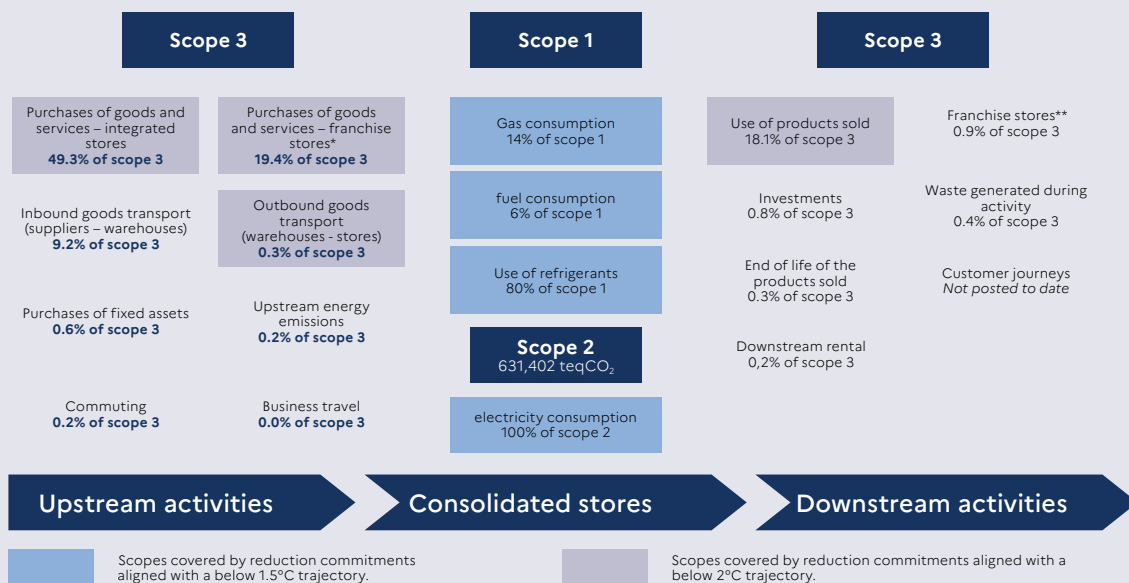 Scope 3
Scope 1
Scope 3
Purchases of goods and
services – integrated
stores
49.3% of scope 3
Purchases of goods
and services – franchise
stores*
19.4% of scope 3
Gas consumption
14% of scope 1
Use of products sold
18.1% of scope 3
Franchise stores**
0.9% of scope 3
Inbound goods transport
(suppliers – warehouses)
9.2% of scope 3
Outbound goods
transport
(warehouses - stores)
0.3% of scope 3
fuel consumption
6% of scope 1
Investments
0.8% of scope 3
Waste generated during
activity
0.4% of scope 3
Use of refrigerants
80% of scope 1
End of life of the
products sold
0.3% of scope 3
Customer journeys
Not posted to date
Purchases of fixed assets
0.6% of scope 3
Upstream energy
emissions
0.2% of scope 3
Scope 2
631,402 teqCO₂
Downstream rental
0,2% of scope 3
Commuting
0.2% of scope 3
Business travel
0.0% of scope 3
electricity consumption
100% of scope 2
Upstream activities
Consolidated stores
Downstream activities
Scopes covered by reduction commitments
aligned with a below 1.5°C trajectory.
Scopes covered by reduction commitments aligned with a
below 2°C trajectory.